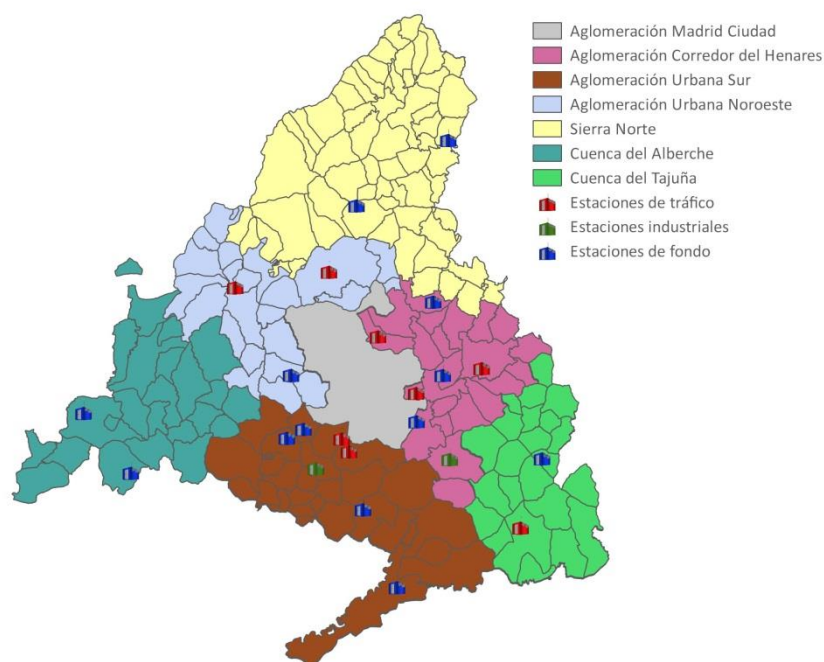 Aglomeración Madrid Ciudad
Aglomeración Corredor del Henares
Aglomeración Urbana Sur
Aglomeración Urbana Noroeste
Sierra Norte
Cuenca del Alberche
Cuenca del Tajuña
Estaciones de tráfico
Estaciones industriales
Estaciones de fondo